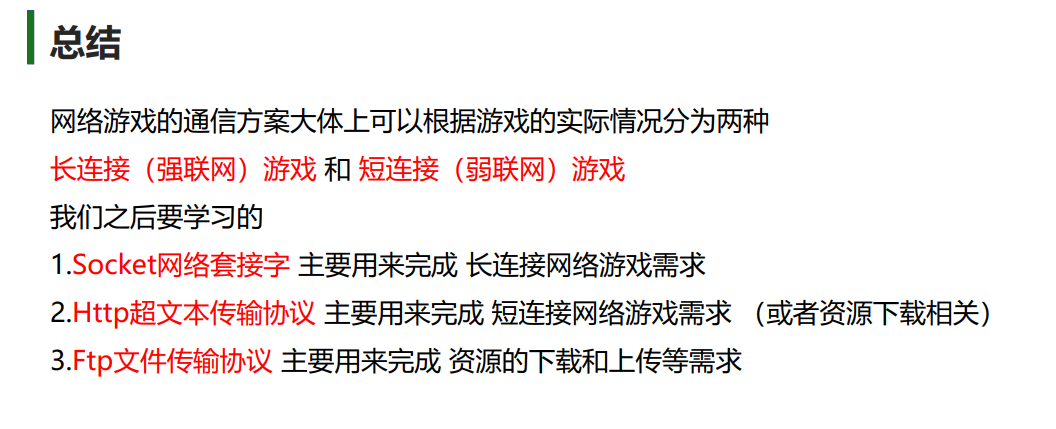 总结
网络游戏的通信方案大体上可以根据游戏的实际情况分为两种
长连接（强联网）游戏 和 短连接（弱联网）游戏
我们之后要学习的
1.Socket网络套接字 主要用来完成 长连接网络游戏需求
2.Http超文本传输协议 主要用来完成 短连接网络游戏需求 （或者资源下载相关）
3.Ftp文件传输协议 主要用来完成 资源的下载和上传等需求